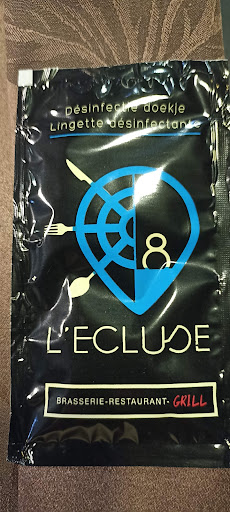 Désinfectie doekje
Lingette désinfectante
8
L'ECLUSE
BRASSERIE-RESTAURANT- GRILL